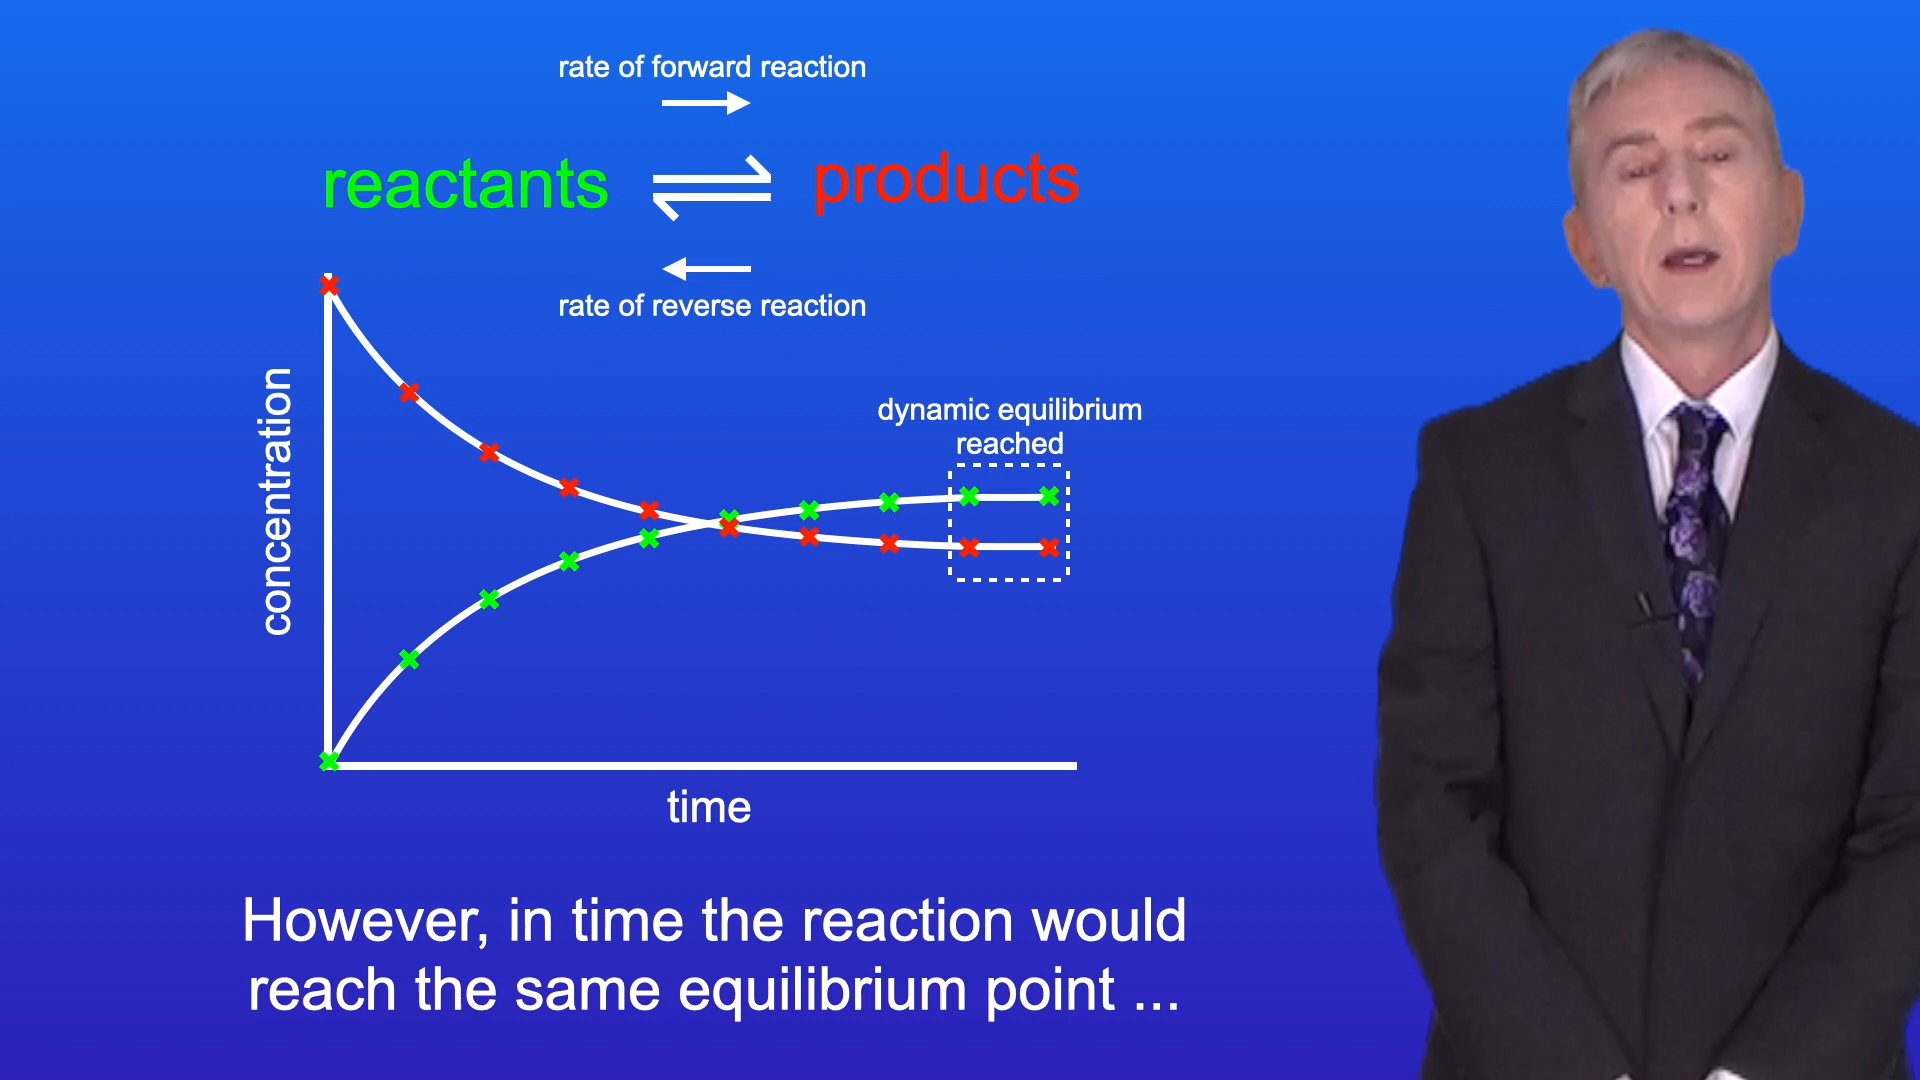 rate of forward reaction
reactants ⇌ products
rate of reverse reaction
concentration
dynamic equilibrium
reached
time
However, in time the reaction would
reach the same equilibrium point ...